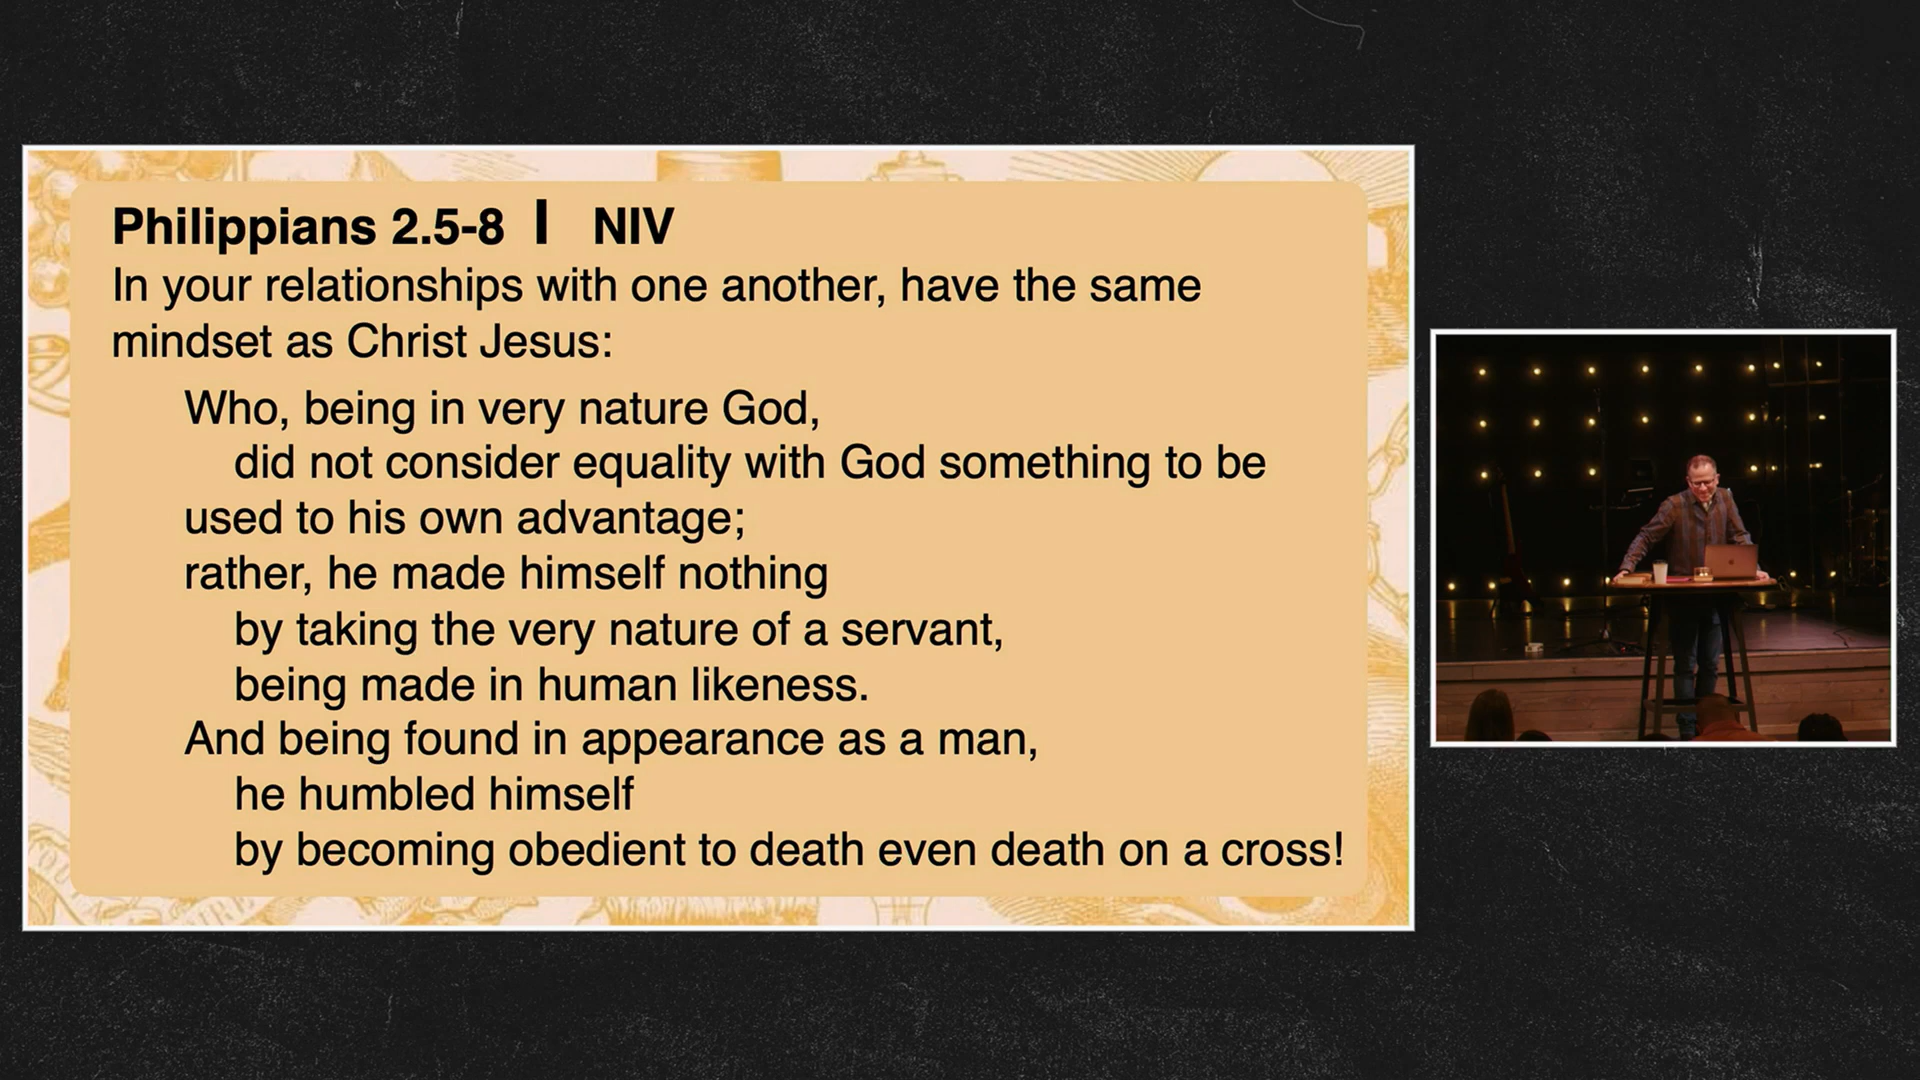 Philippians 2.5-8 | NIV
In your relationships with one another, have the same
mindset as Christ Jesus:
Who, being in very nature God,
did not consider equality with God something to be
used to his own advantage;
rather, he made himself nothing
by taking the very nature of a servant,
being made in human likeness.
And being found in appearance as a man,
he humbled himself
by becoming obedient to death even death on a cross!